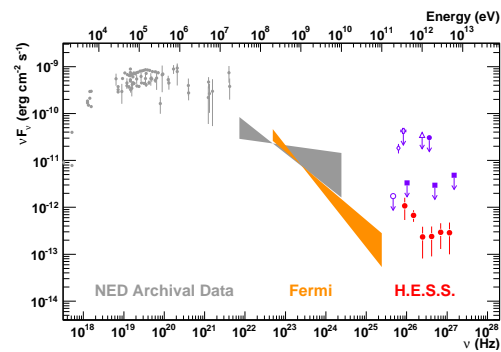 Energy (eV)
10⁴ 10⁵ 10⁶ 10⁷ 10⁸ 10⁹ 10¹⁰ 10¹¹ 10¹² 10¹³
νFν (erg cm⁻² s⁻¹)
10⁻⁹
10⁻¹⁰
10⁻¹¹
10⁻¹²
10⁻¹³
10⁻¹⁴
NED Archival Data Fermi H.E.S.S.
10¹⁸ 10¹⁹ 10²⁰ 10²¹ 10²² 10²³ 10²⁴ 10²⁵ 10²⁶ 10²⁷ 10²⁸
ν (Hz)